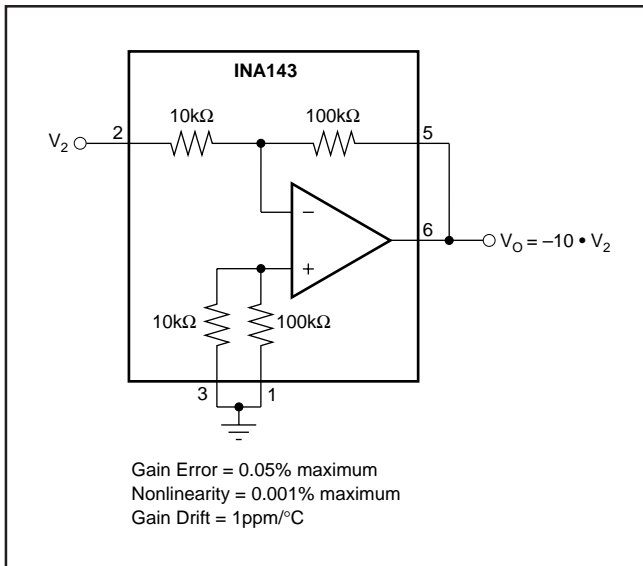 INA143
10kΩ
100kΩ
V2
2
5
−
6
VO = –10 • V2
+
10kΩ
100kΩ
3
1
Gain Error = 0.05% maximum
Nonlinearity = 0.001% maximum
Gain Drift = 1ppm/°C